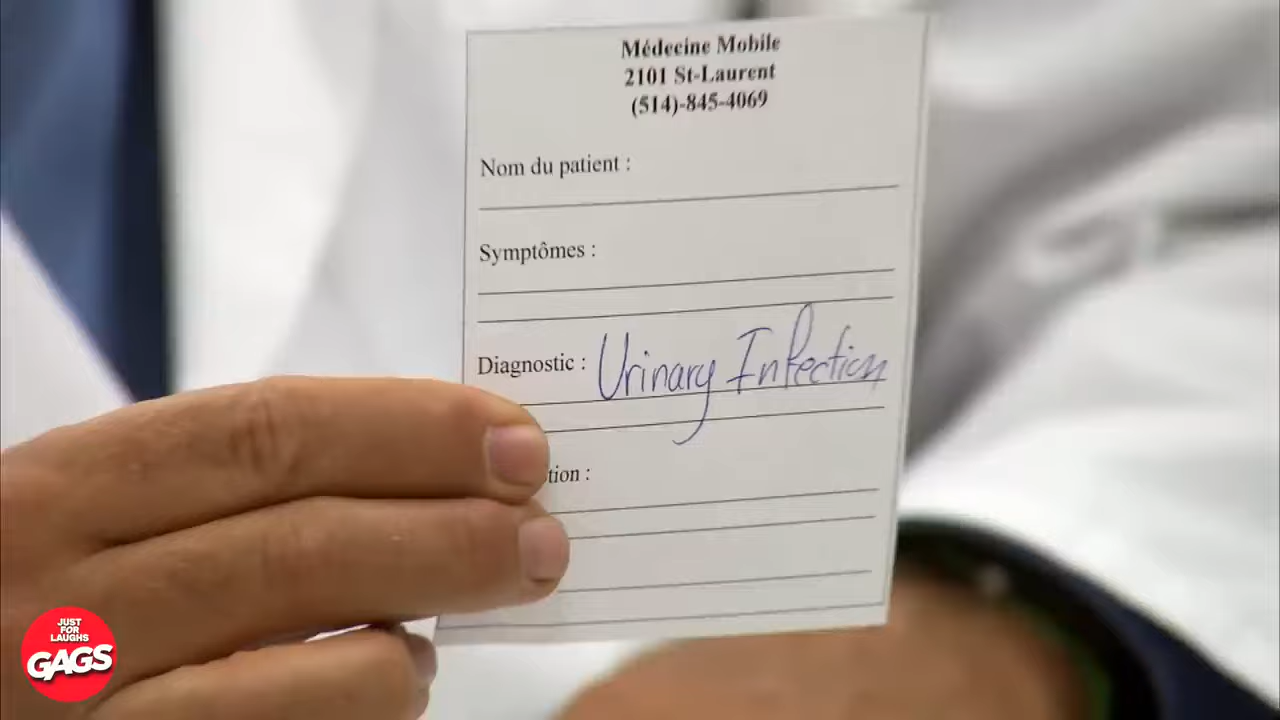 Médecine Mobile
2101 St-Laurent
(514)-845-4069
Nom du patient :
Symptômes :
Diagnostic : Urinary Infection
tion :
JUST
FOR
LAUGHS
GAGS